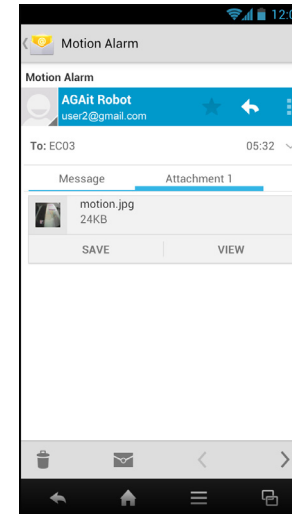 12:0
Motion Alarm
Motion Alarm
AGAit Robot
user2@gmail.com
To: EC03 05:32
Message Attachment 1
motion.jpg
24KB
SAVE VIEW